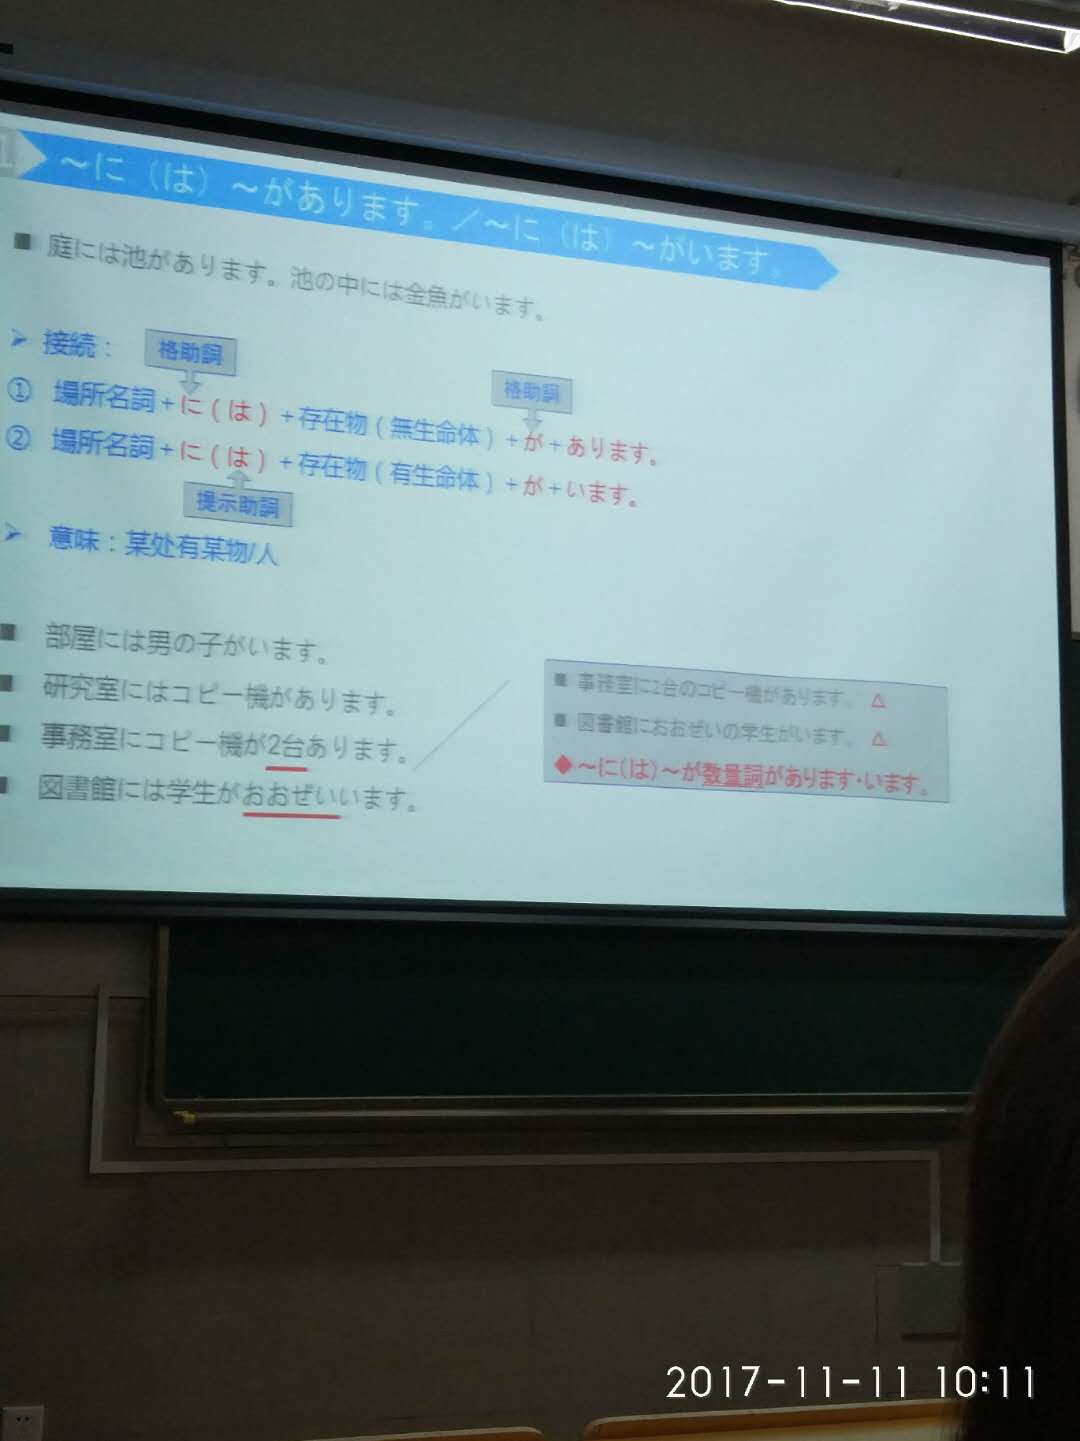 1 ～に（は）～があります。／～に（は）～がいます。
■ 庭には池があります。池の中には金魚がいます。
➢ 接続：
格助詞
格助詞
① 場所名詞+に（は）+存在物（無生命体）+が+あります。
② 場所名詞+に（は）+存在物（有生命体）+が+います。
提示助詞
➢ 意味：某处有某物/人
■ 部屋には男の子がいます。
■ 研究室にはコピー機があります。
■ 事務室にコピー機が2台あります。
■ 図書館には学生がおおぜいいます。
■ 事務室に2台のコピー機があります。 △
■ 図書館におおぜいの学生がいます。 △
◆～に（は）～が数量詞があります・います。
2017-11-11 10:11